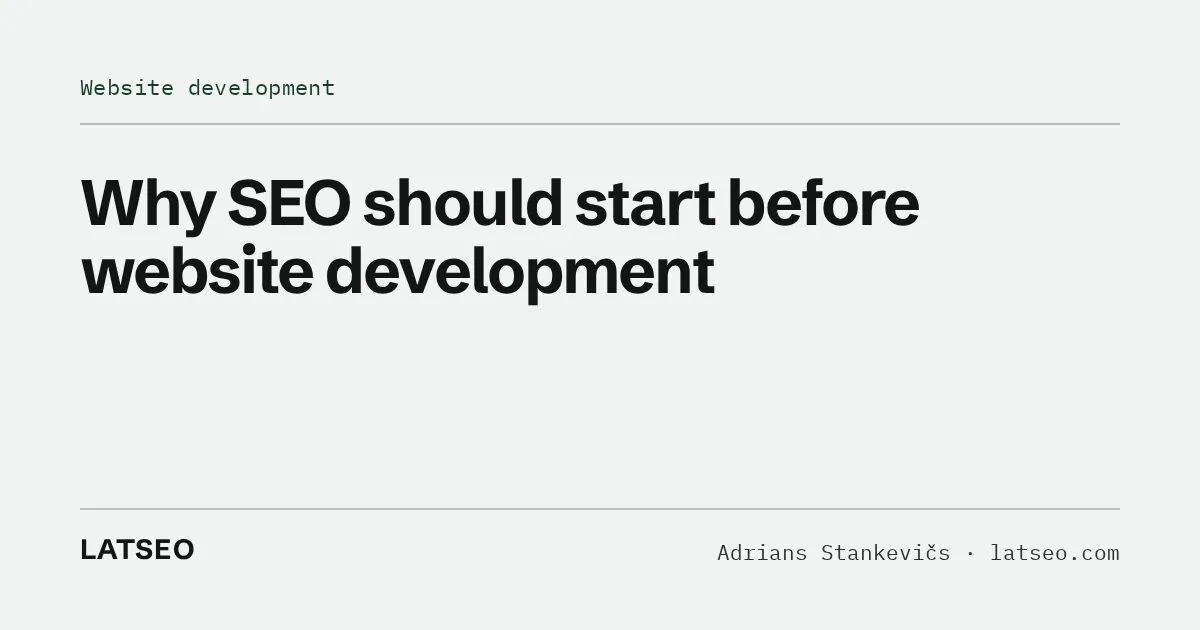 Website development
Why SEO should start before
website development
LATSEO
Adrians Stankevičs · latseo.com